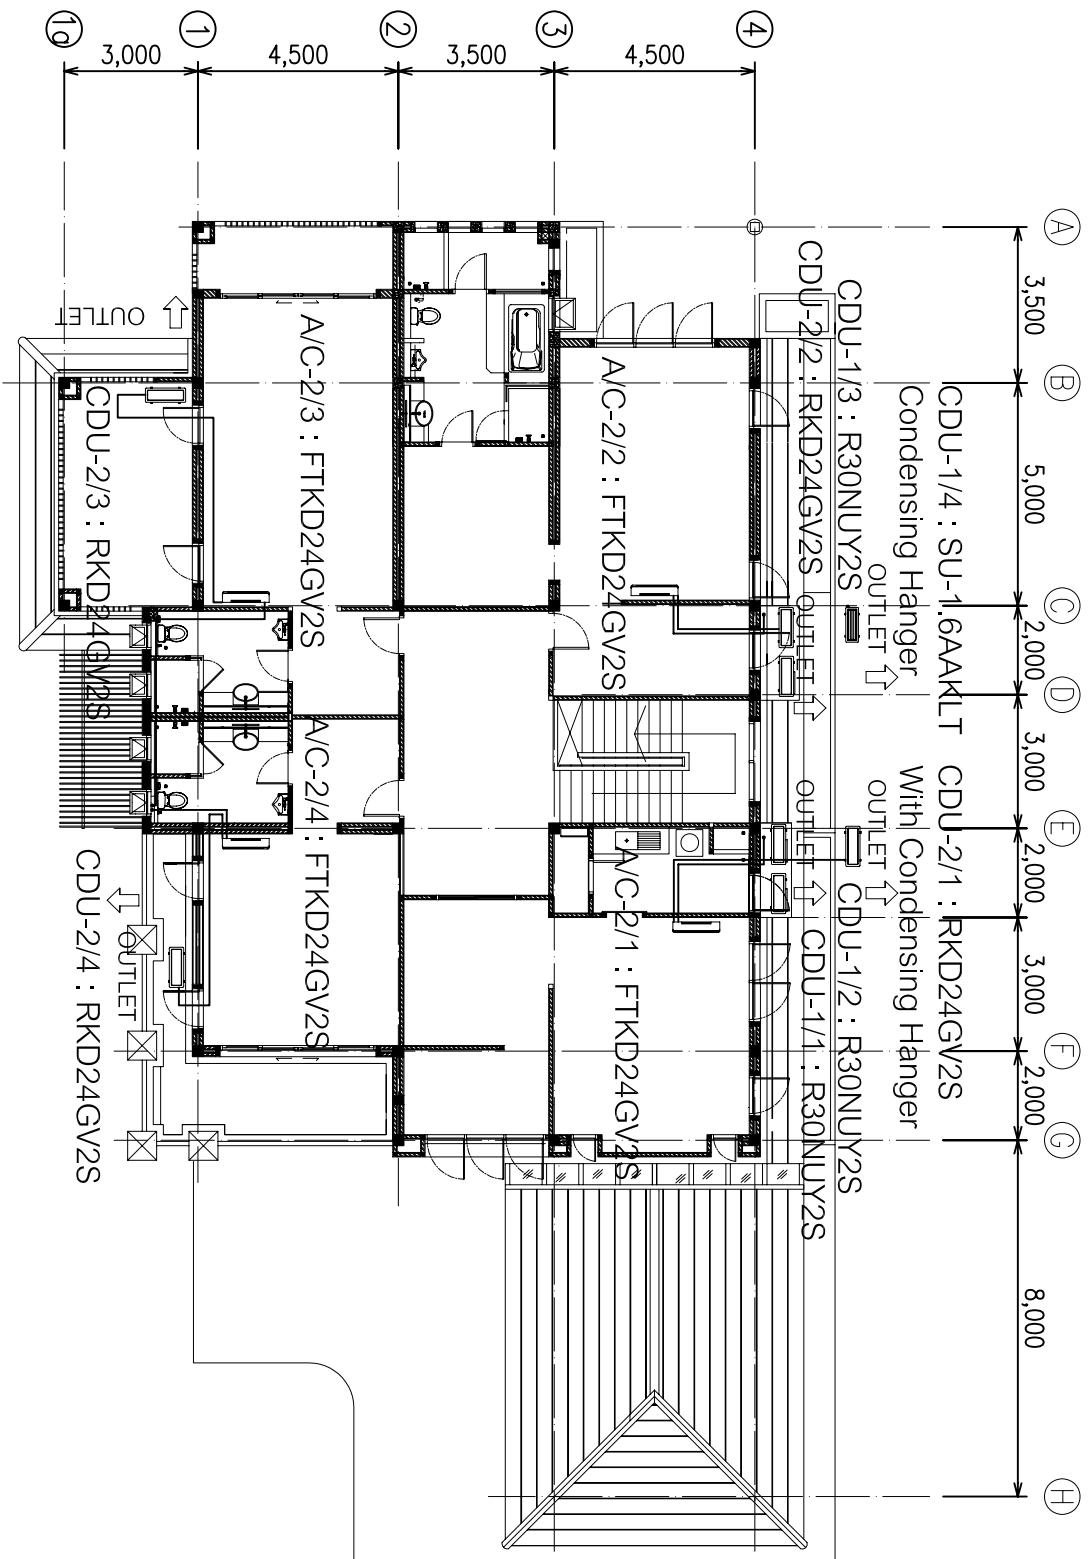 1a
1
2
3
4
3,000
4,500
3,500
4,500
A
B
C
D
E
F
G
H
3,500
5,000
2,000
3,000
2,000
3,000
2,000
8,000
CDU-1/4 : SU-16AAKLT
Condensing Hanger
CDU-2/1 : RKD24GV2S
With Condensing Hanger
CDU-1/3 : R30NUY2S
CDU-2/2 : RKD24GV2S
CDU-1/2 : R30NUY2S
CDU-1/1 : R30NUY2S
OUTLET
OUTLET
OUTLET
OUTLET
A/C-2/2 : FTKD24GV2S
A/C-2/1 : FTKD24GV2S
A/C-2/3 : FTKD24GV2S
A/C-2/4 : FTKD24GV2S
OUTLET
CDU-2/3 : RKD24GV2S
OUTLET
CDU-2/4 : RKD24GV2S